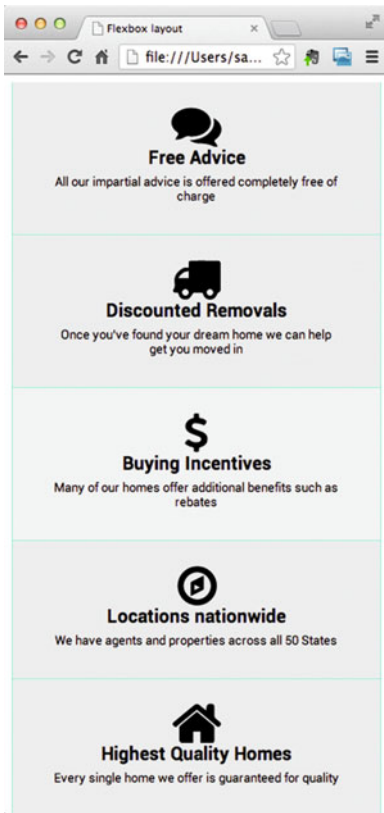 Flexbox layout
file:///Users/sa...
Free Advice
All our impartial advice is offered completely free of
charge
Discounted Removals
Once you've found your dream home we can help
get you moved in
$
Buying Incentives
Many of our homes offer additional benefits such as
rebates
Locations nationwide
We have agents and properties across all 50 States
Highest Quality Homes
Every single home we offer is guaranteed for quality